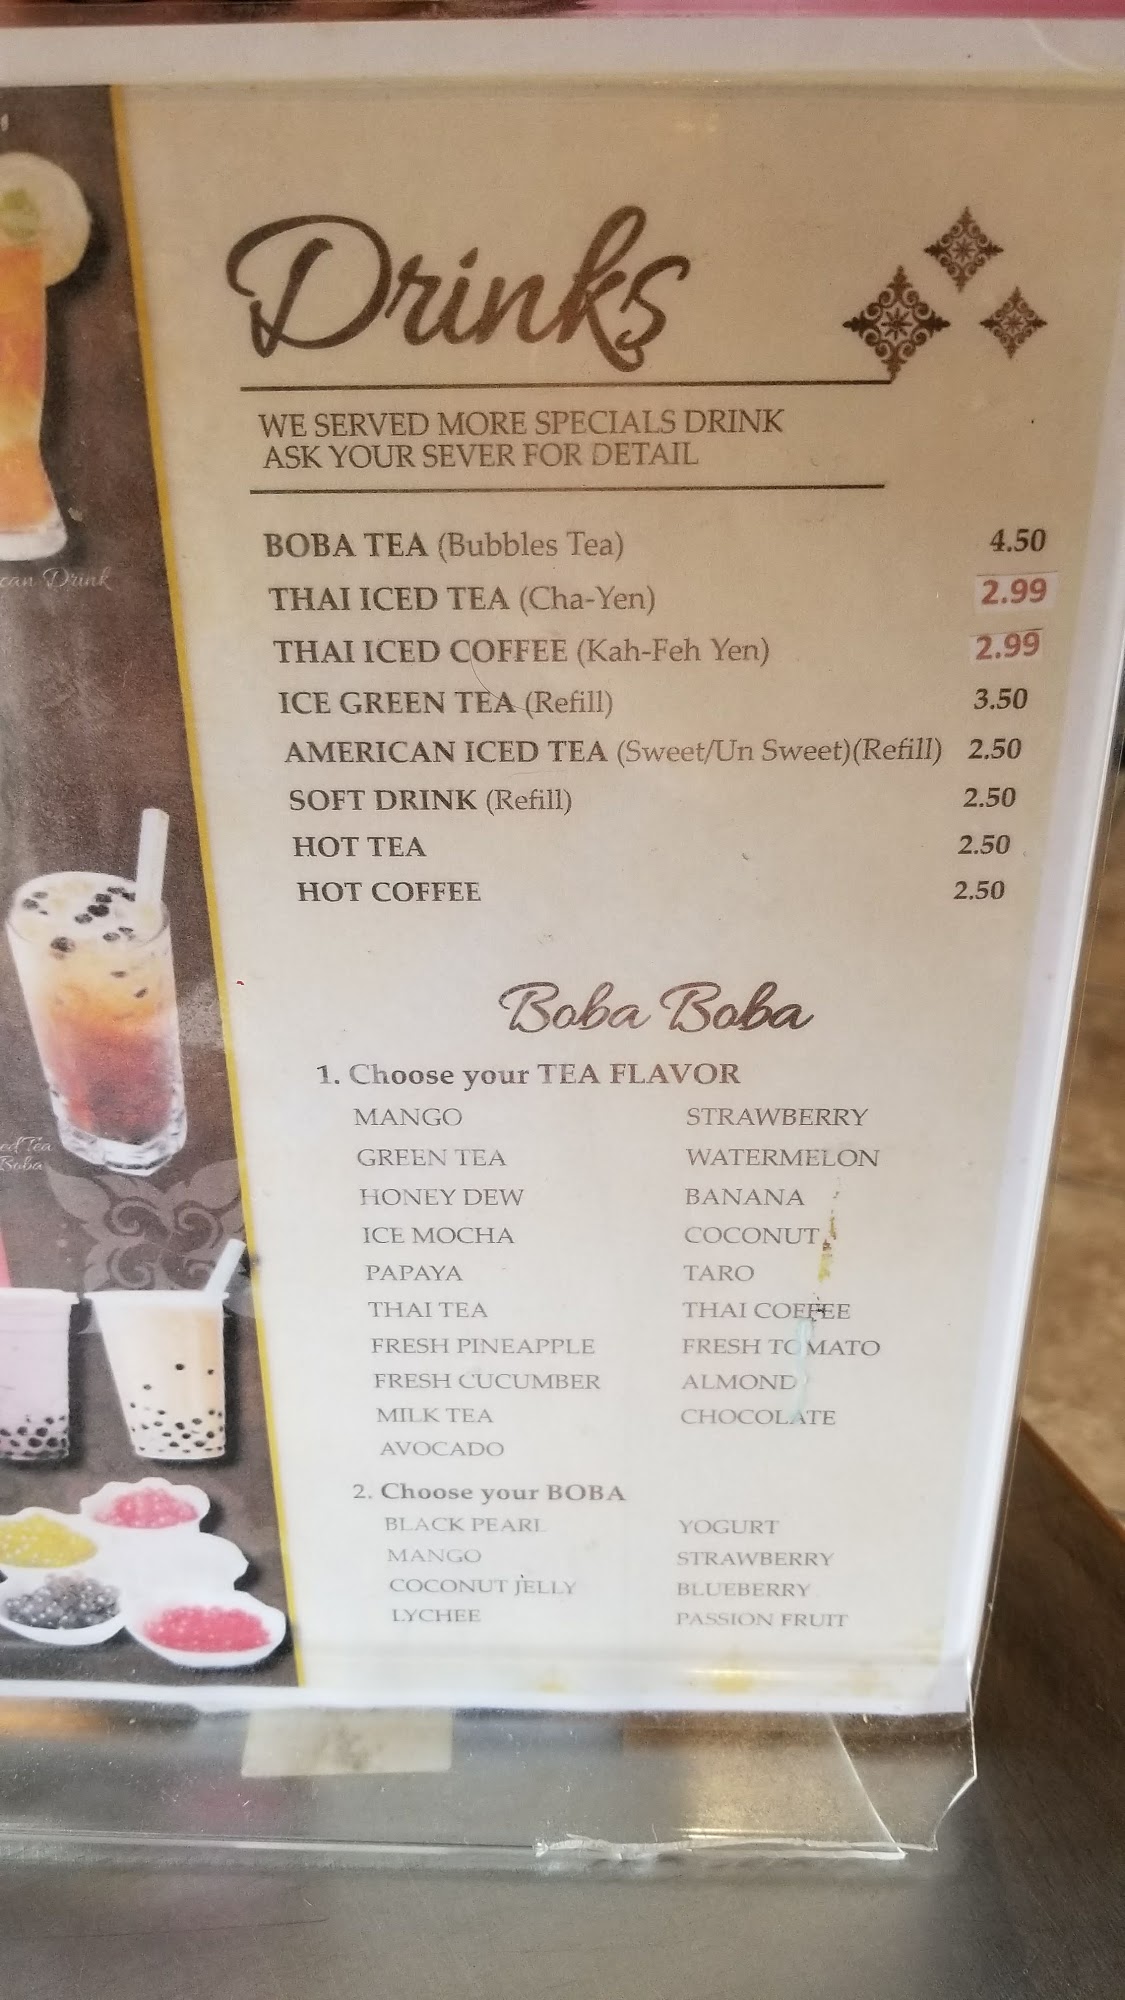 Drinks
WE SERVED MORE SPECIALS DRINK
ASK YOUR SEVER FOR DETAIL
BOBA TEA (Bubbles Tea) 4.50
THAI ICED TEA (Cha-Yen) 2.99
THAI ICED COFFEE (Kah-Feh Yen) 2.99
ICE GREEN TEA (Refill) 3.50
AMERICAN ICED TEA (Sweet/Un Sweet)(Refill) 2.50
SOFT DRINK (Refill) 2.50
HOT TEA 2.50
HOT COFFEE 2.50
Boba Boba
1. Choose your TEA FLAVOR
MANGO STRAWBERRY
GREEN TEA WATERMELON
HONEY DEW BANANA
ICE MOCHA COCONUT
PAPAYA TARO
THAI TEA THAI COFFEE
FRESH PINEAPPLE FRESH TOMATO
FRESH CUCUMBER ALMOND
MILK TEA CHOCOLATE
AVOCADO
2. Choose your BOBA
BLACK PEARL YOGURT
MANGO STRAWBERRY
COCONUT JELLY BLUEBERRY
LYCHEE PASSION FRUIT
Drink
Tea
Boba